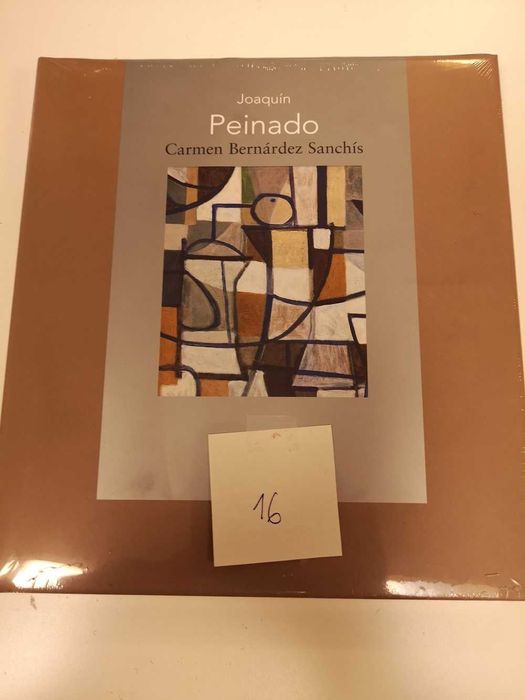 Joaquín
Peinado
Carmen Bernárdez Sanchís
16